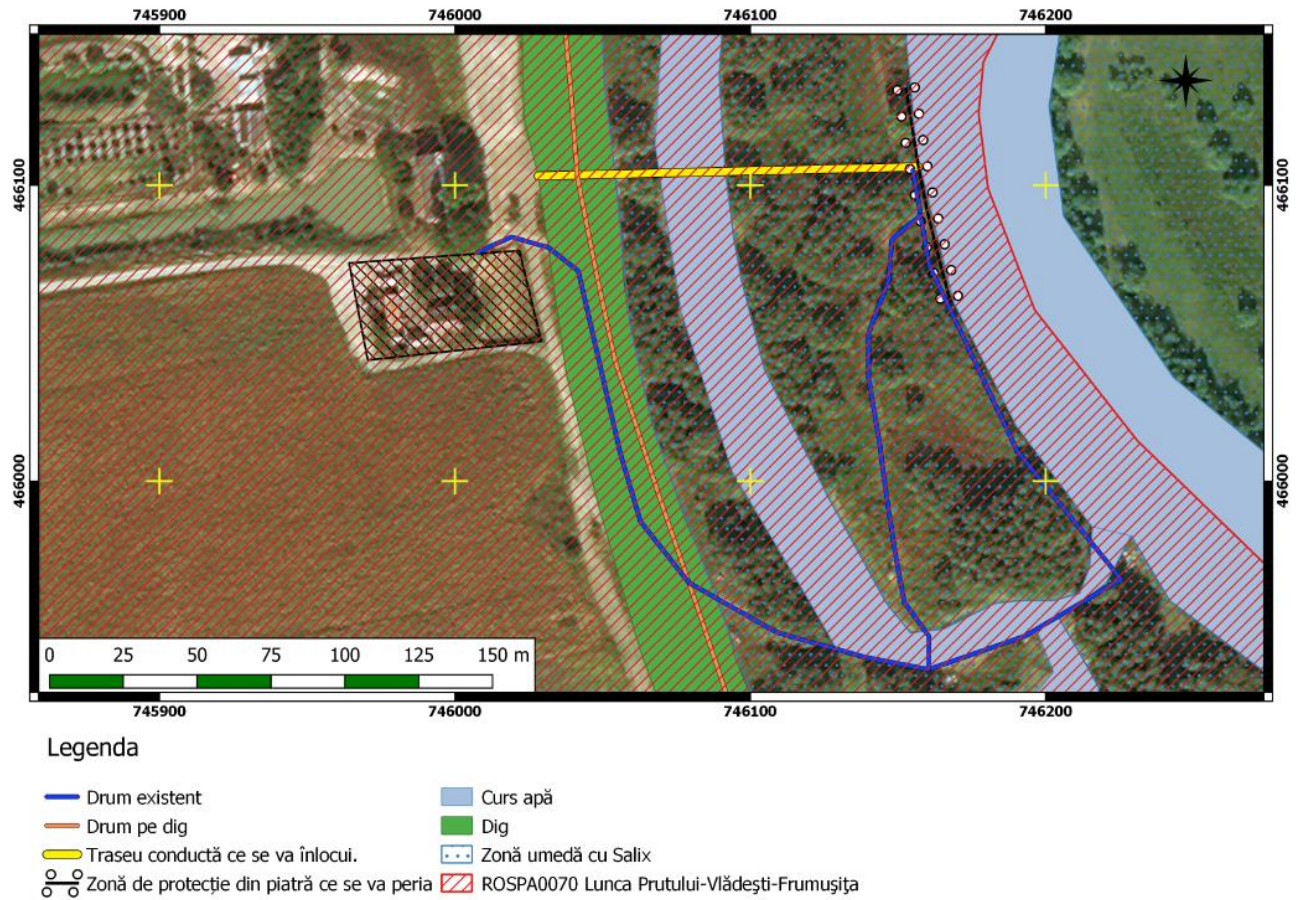 745900 746000 746100 746200
466100 466100
466000 466000
0 25 50 75 100 125 150 m
745900 746000 746100 746200
Legenda
Drum existent
Drum pe dig
Traseu conductă ce se va înlocui.
Zonă de protecție din piatră ce se va peria
Curs apă
Dig
Zonă umedă cu Salix
ROSPA0070 Lunca Prutului-Vlădeşti-Frumuşiţa